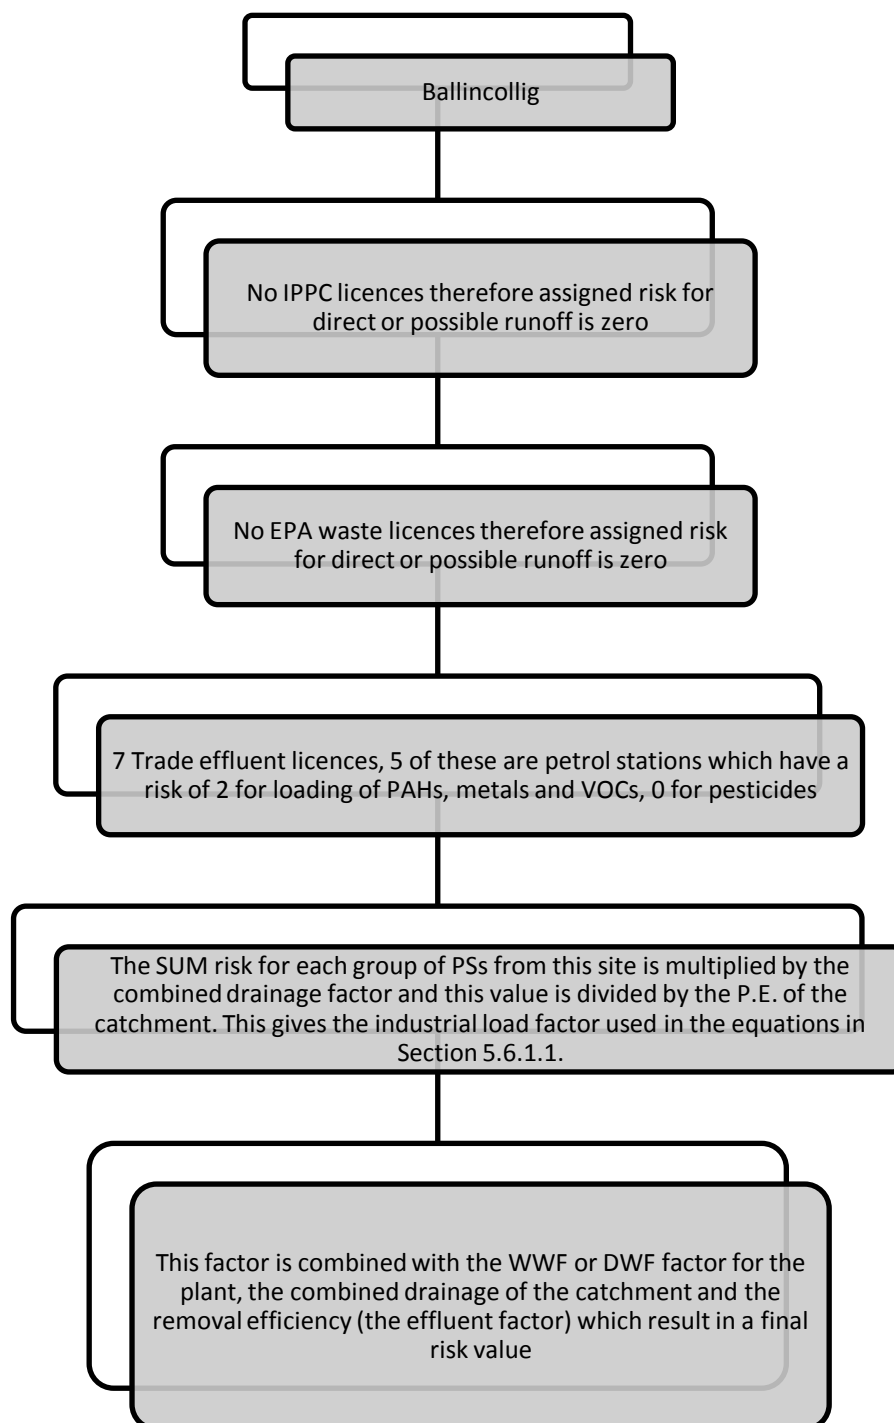 Ballincollig
No IPPC licences therefore assigned risk for
direct or possible runoff is zero
No EPA waste licences therefore assigned risk
for direct or possible runoff is zero
7 Trade effluent licences, 5 of these are petrol stations which have a
risk of 2 for loading of PAHs, metals and VOCs, 0 for pesticides
The SUM risk for each group of PSs from this site is multiplied by the
combined drainage factor and this value is divided by the P.E. of the
catchment. This gives the industrial load factor used in the equations in
Section 5.6.1.1.
This factor is combined with the WWF or DWF factor for the
plant, the combined drainage of the catchment and the
removal efficiency (the effluent factor) which result in a final
risk value